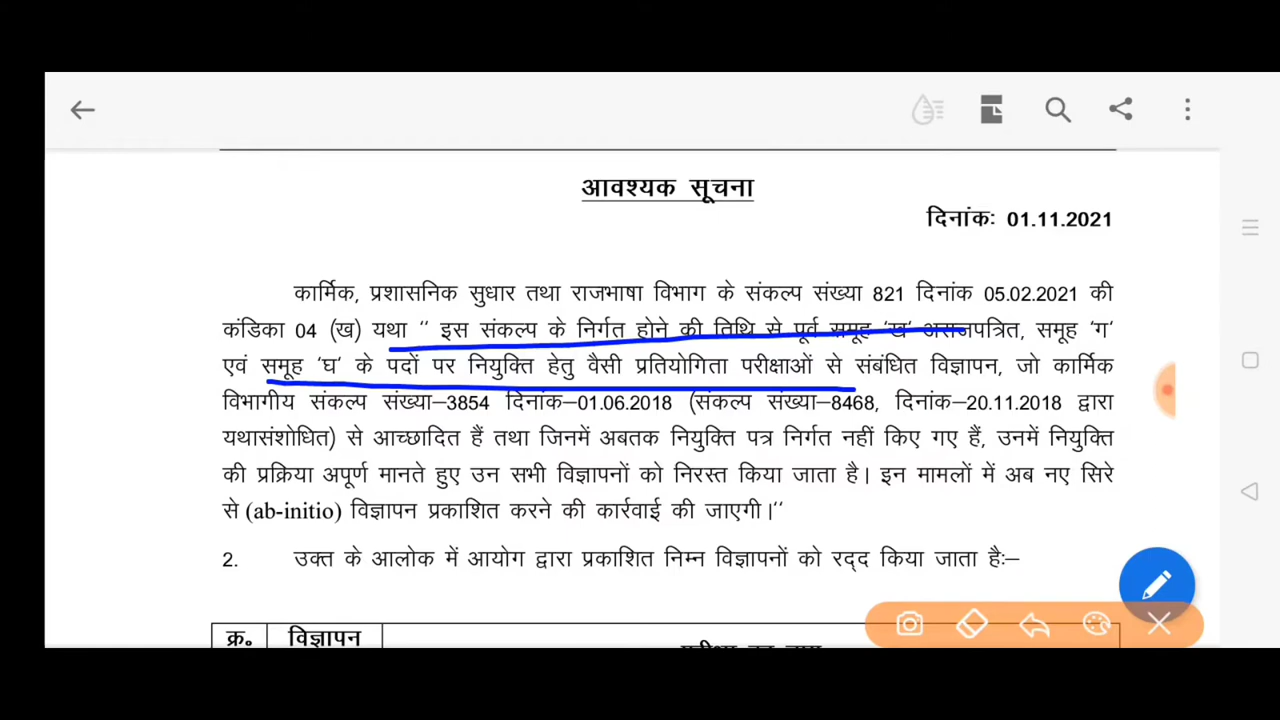 आवश्यक सूचना
दिनांकः 01.11.2021
कार्मिक, प्रशासनिक सुधार तथा राजभाषा विभाग के संकल्प संख्या 821 दिनांक 05.02.2021 की
कंडिका 04 (ख) यथा “ इस संकल्प के निर्गत होने की तिथि से पूर्व समूह ‘ख‘ अराजपत्रित, समूह ‘ग‘
एवं समूह ‘घ‘ के पदों पर नियुक्ति हेतु वैसी प्रतियोगिता परीक्षाओं से संबंधित विज्ञापन, जो कार्मिक
विभागीय संकल्प संख्या–3854 दिनांक–01.06.2018 (संकल्प संख्या–8468, दिनांक–20.11.2018 द्वारा
यथासंशोधित) से आच्छादित हैं तथा जिनमें अबतक नियुक्ति पत्र निर्गत नहीं किए गए हैं, उनमें नियुक्ति
की प्रक्रिया अपूर्ण मानते हुए उन सभी विज्ञापनों को निरस्त किया जाता है। इन मामलों में अब नए सिरे
से (ab-initio) विज्ञापन प्रकाशित करने की कार्रवाई की जाएगी।“
2. उक्त के आलोक में आयोग द्वारा प्रकाशित निम्न विज्ञापनों को रद्द किया जाता हैः–
क्र० विज्ञापन